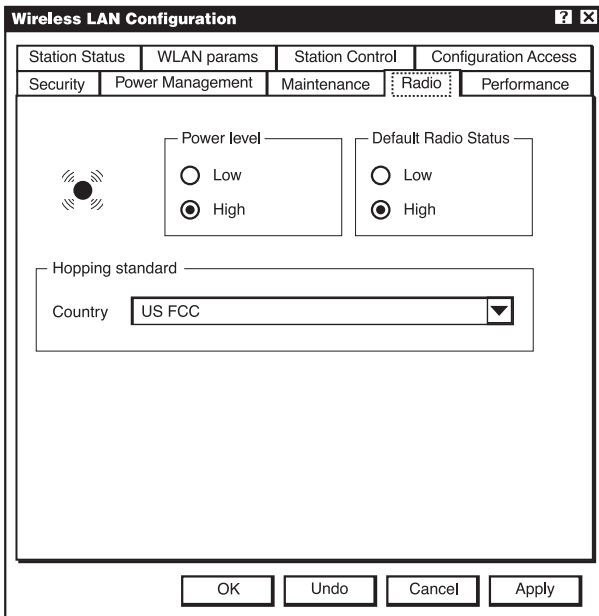 Wireless LAN Configuration ? X
Station Status WLAN params Station Control Configuration Access
Security Power Management Maintenance Radio Performance
Power level Default Radio Status
Low Low
High High
Hopping standard
Country US FCC
OK Undo Cancel Apply